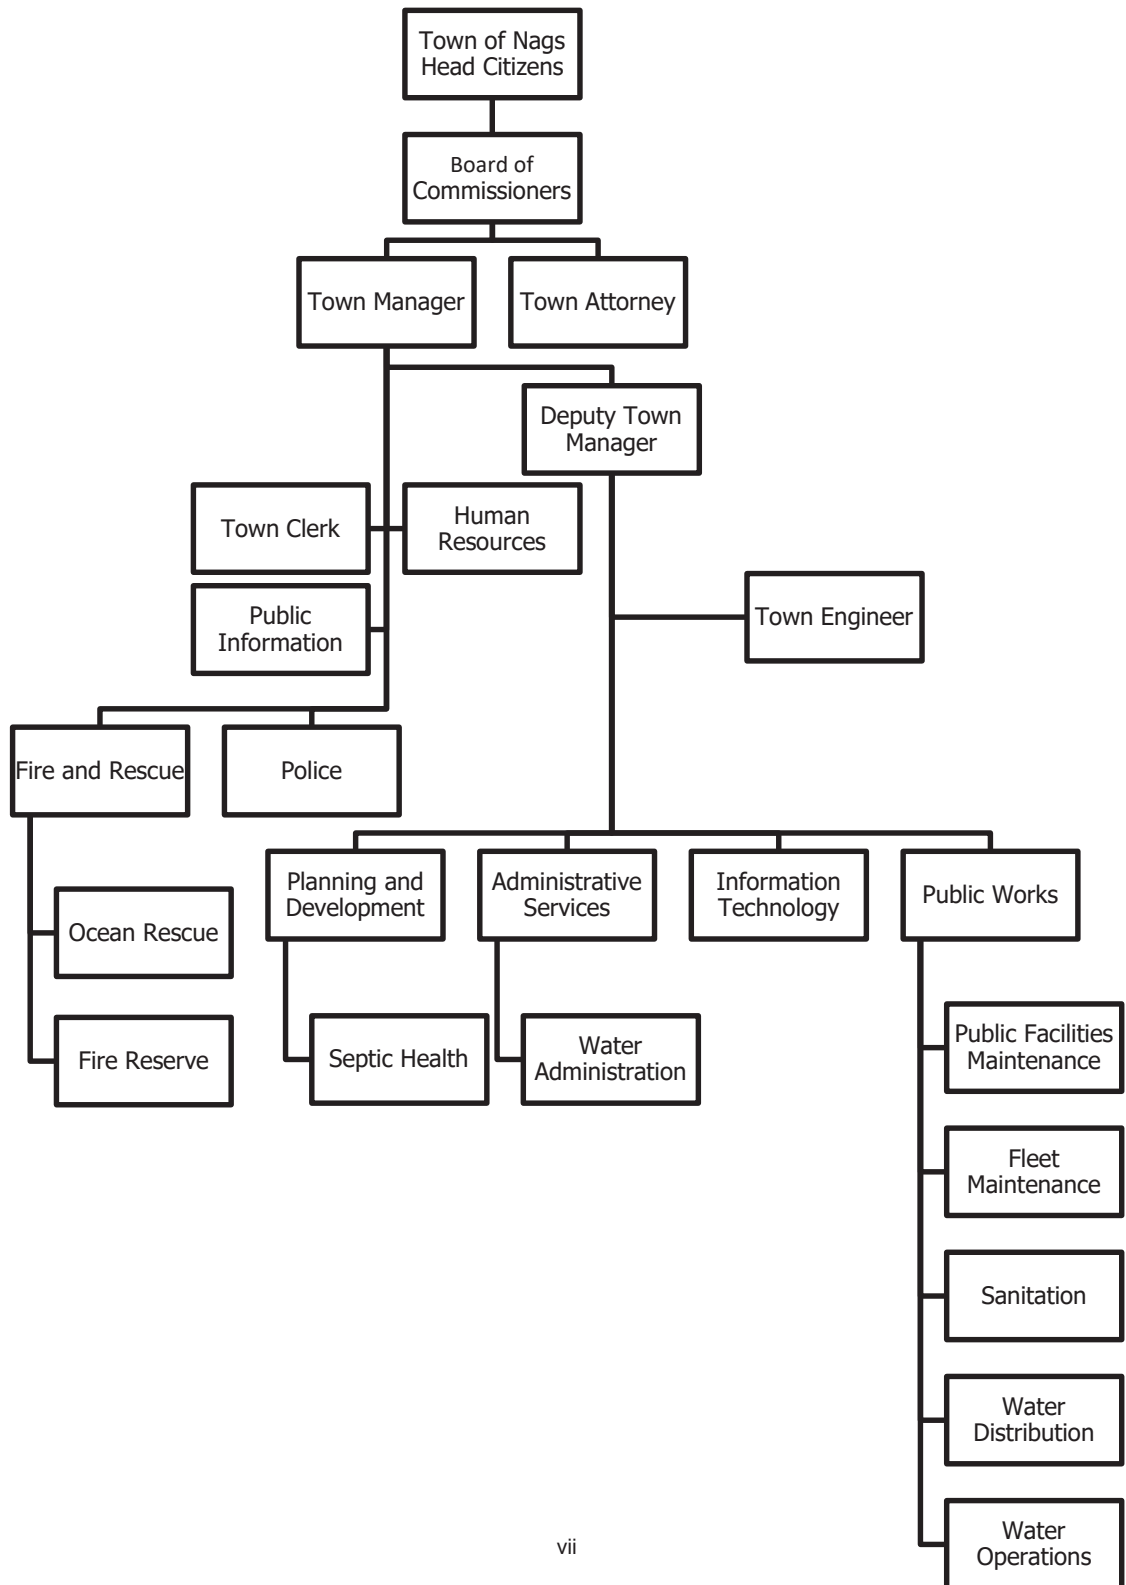 Town of Nags
Head Citizens
Board of
Commissioners
Town Manager
Town Attorney
Deputy Town
Manager
Town Clerk
Human
Resources
Public
Information
Town Engineer
Fire and Rescue
Police
Planning and
Development
Administrative
Services
Information
Technology
Public Works
Ocean Rescue
Fire Reserve
Septic Health
Water
Administration
Public Facilities
Maintenance
Fleet
Maintenance
Sanitation
Water
Distribution
Water
Operations
vii